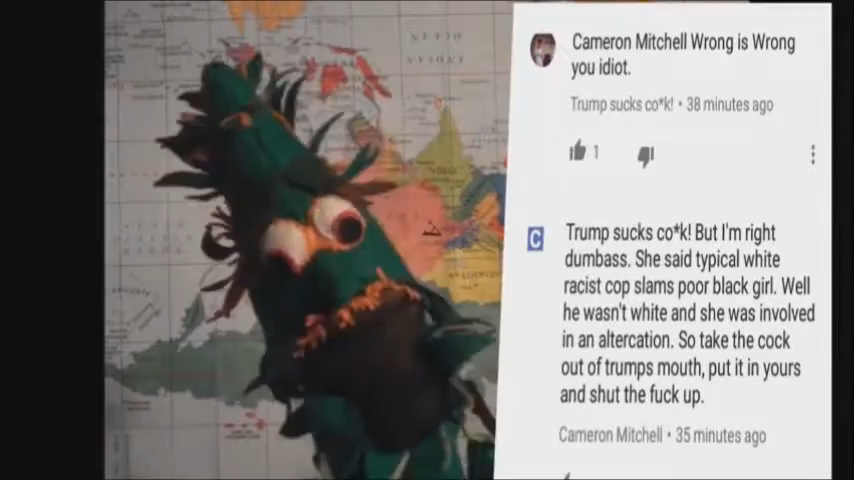 Cameron Mitchell Wrong is Wrong
you idiot.
Trump sucks co*k! • 38 minutes ago
1
C
Trump sucks co*k! But I'm right
dumbass. She said typical white
racist cop slams poor black girl. Well
he wasn't white and she was involved
in an altercation. So take the cock
out of trumps mouth, put it in yours
and shut the fuck up.
Cameron Mitchell • 35 minutes ago